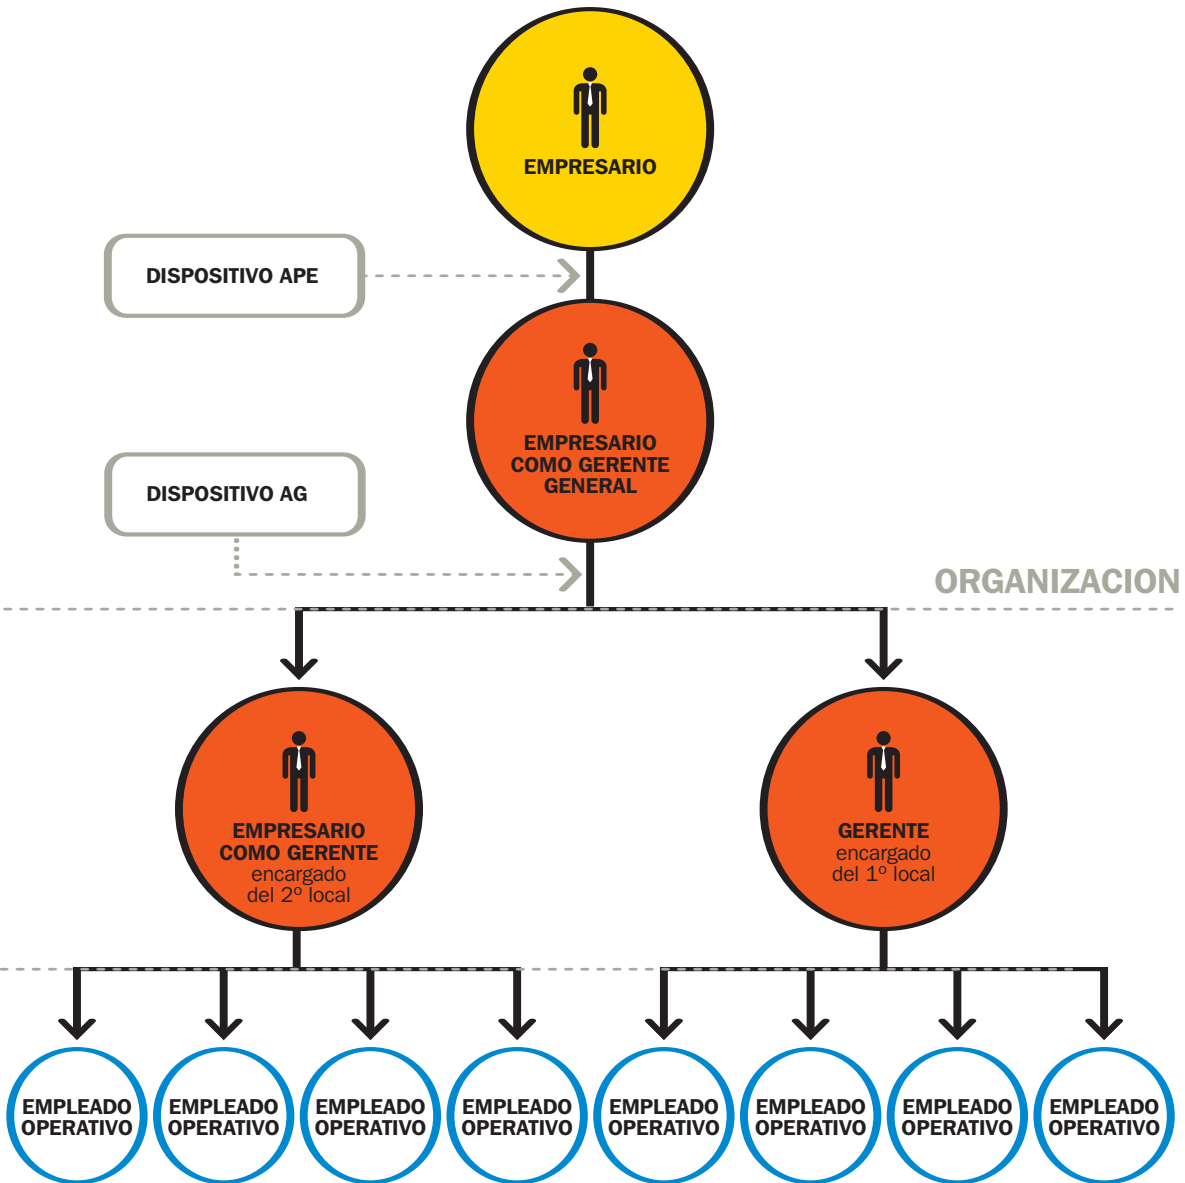 EMPRESARIO
DISPOSITIVO APE
EMPRESARIO
COMO GERENTE
GENERAL
DISPOSITIVO AG
ORGANIZACION
EMPRESARIO
COMO GERENTE
encargado
del 2º local
GERENTE
encargado
del 1º local
EMPLEADO
OPERATIVO
EMPLEADO
OPERATIVO
EMPLEADO
OPERATIVO
EMPLEADO
OPERATIVO
EMPLEADO
OPERATIVO
EMPLEADO
OPERATIVO
EMPLEADO
OPERATIVO
EMPLEADO
OPERATIVO